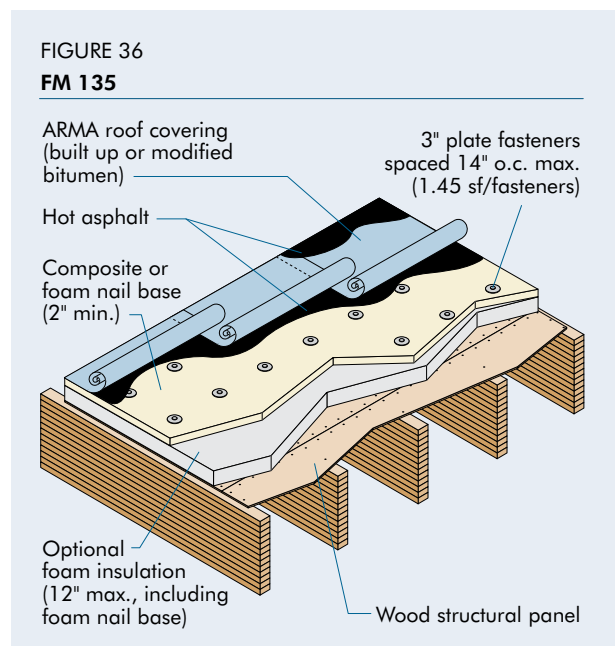 FIGURE 36
FM 135
ARMA roof covering
(built up or modified
bitumen)
3" plate fasteners
spaced 14" o.c. max.
(1.45 sf/fasteners)
Hot asphalt
Composite or
foam nail base
(2" min.)
Optional
foam insulation
(12" max., including
foam nail base)
Wood structural panel